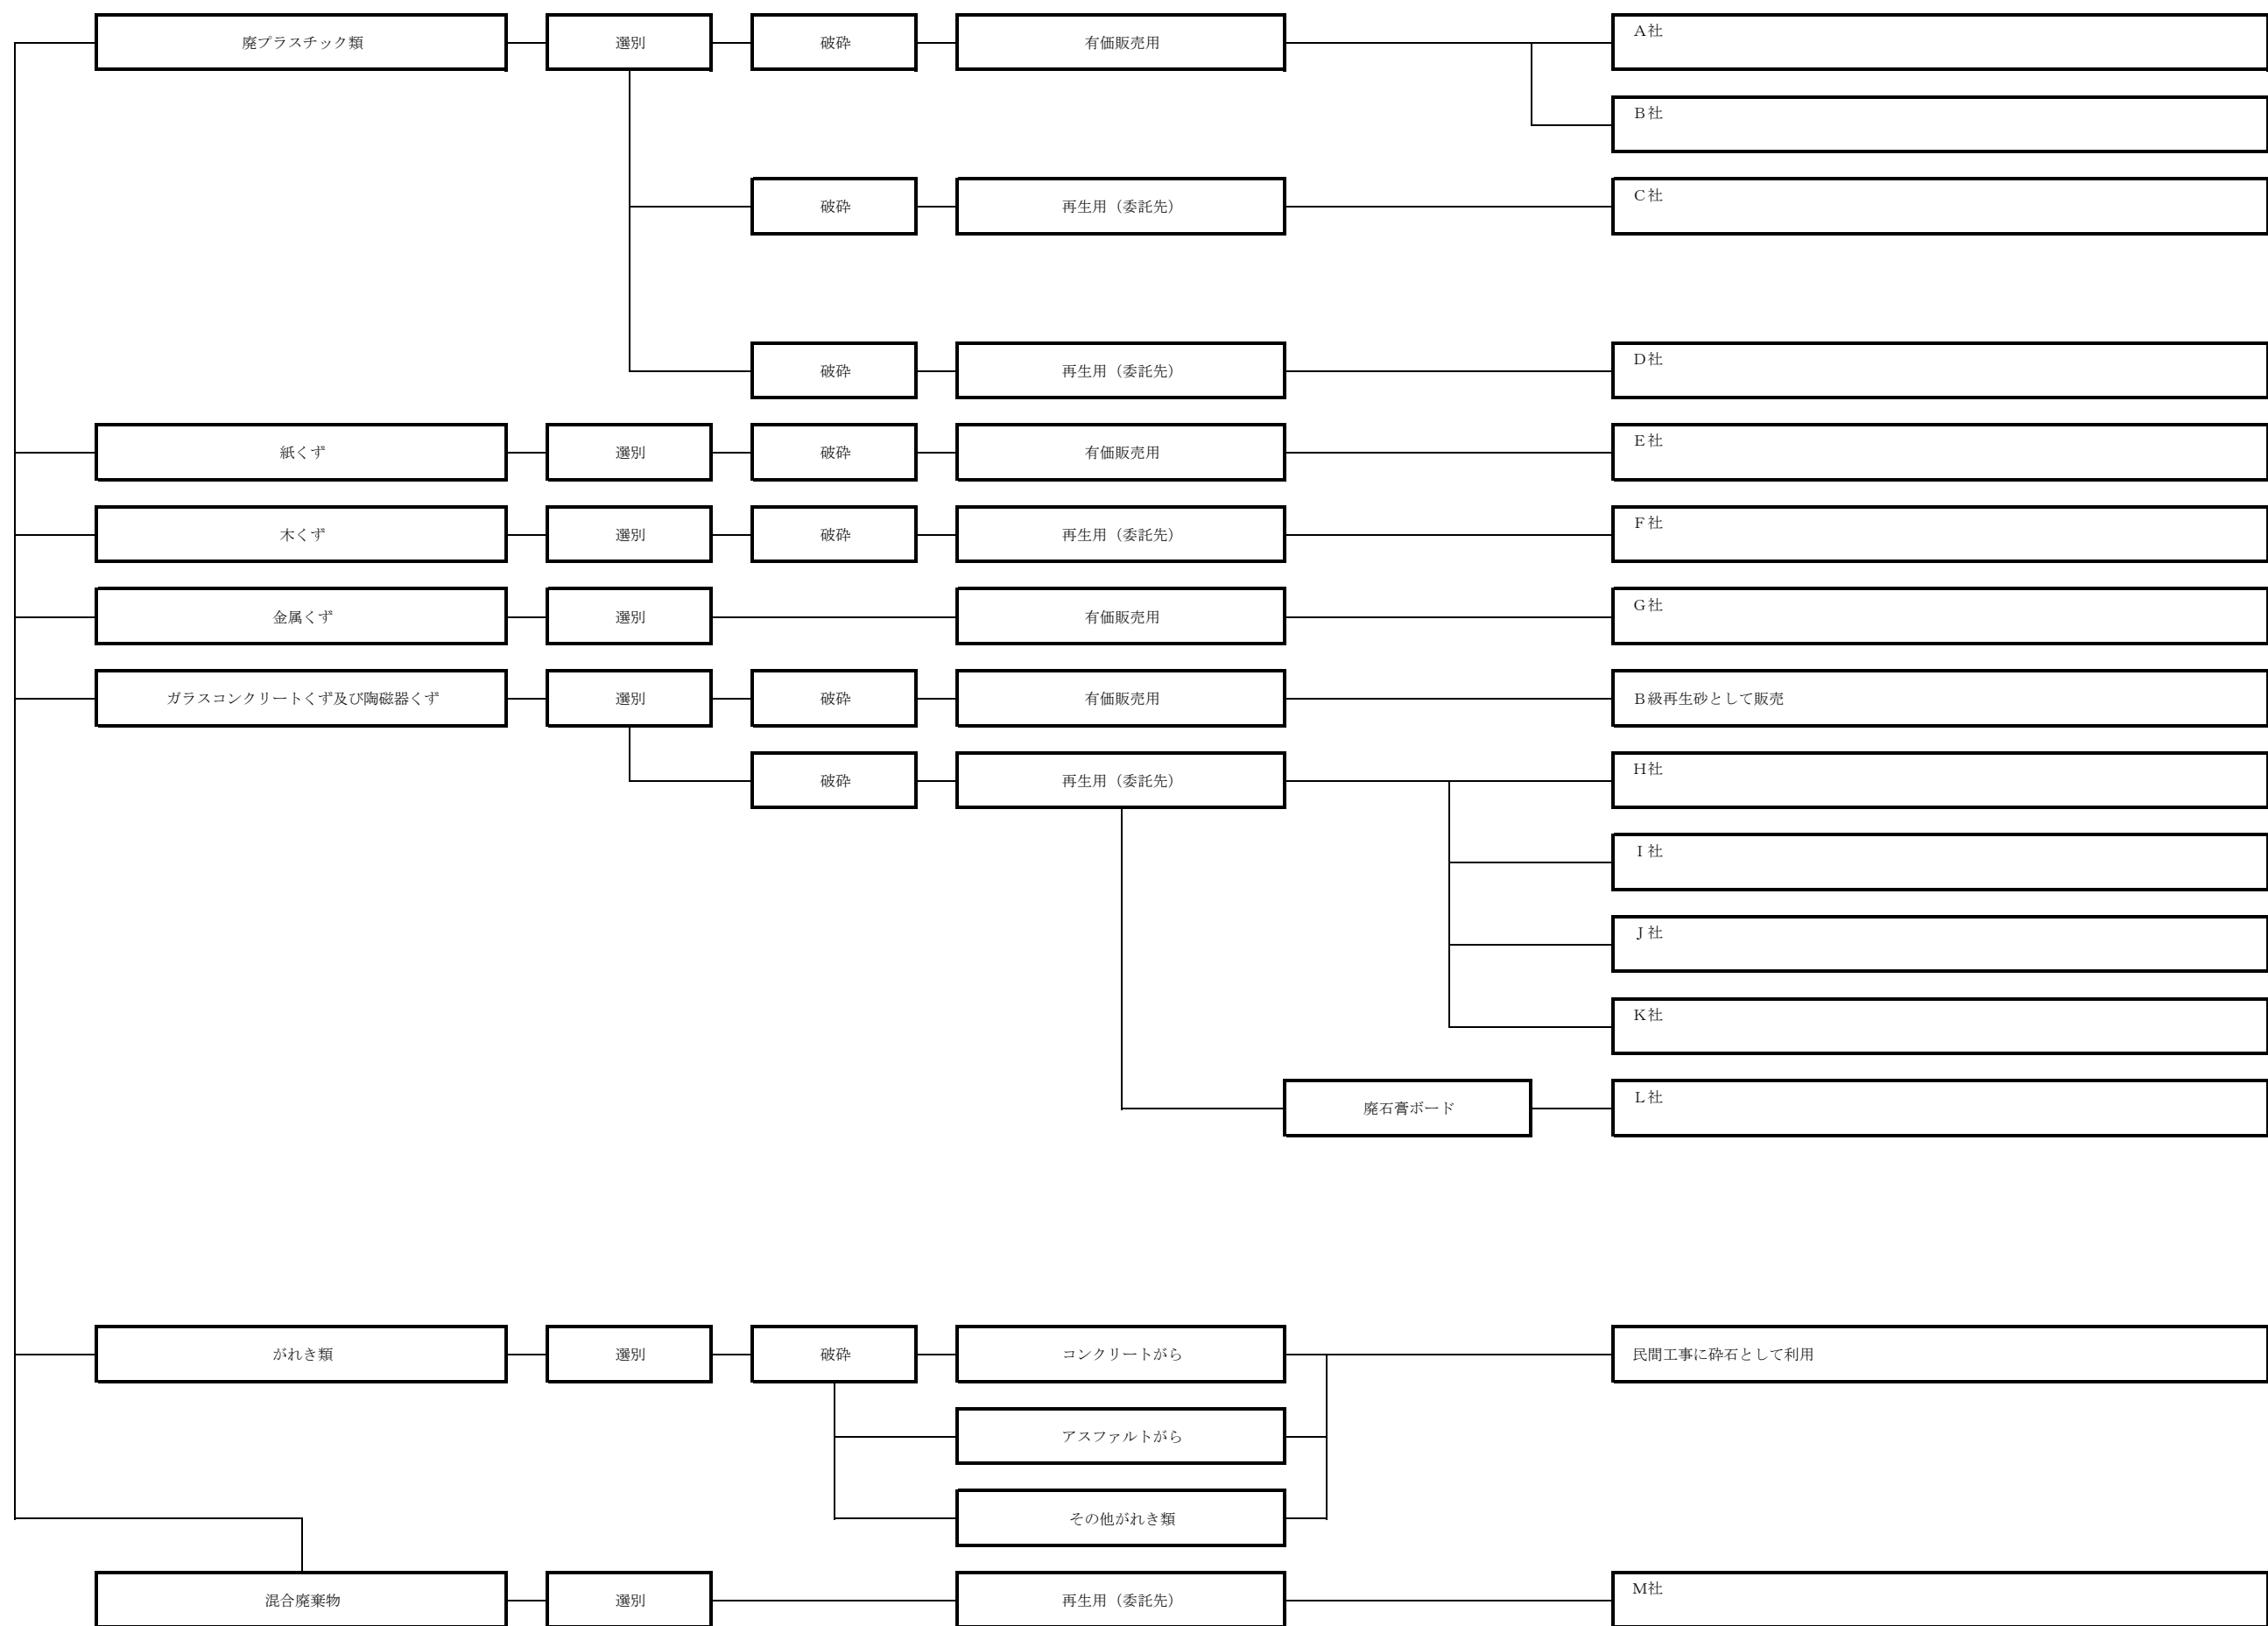 廃プラスチック類
選別
破砕
有価販売用
Ａ社
Ｂ社
破砕
再生用（委託先）
Ｃ社
破砕
再生用（委託先）
Ｄ社
紙くず
選別
破砕
有価販売用
Ｅ社
木くず
選別
破砕
再生用（委託先）
Ｆ社
金属くず
選別
有価販売用
Ｇ社
ガラスコンクリートくず及び陶磁器くず
選別
破砕
有価販売用
Ｂ級再生砂として販売
破砕
再生用（委託先）
Ｈ社
Ｉ社
Ｊ社
Ｋ社
廃石膏ボード
Ｌ社
がれき類
選別
破砕
コンクリートがら
民間工事に砕石として利用
アスファルトがら
その他がれき類
混合廃棄物
選別
再生用（委託先）
Ｍ社